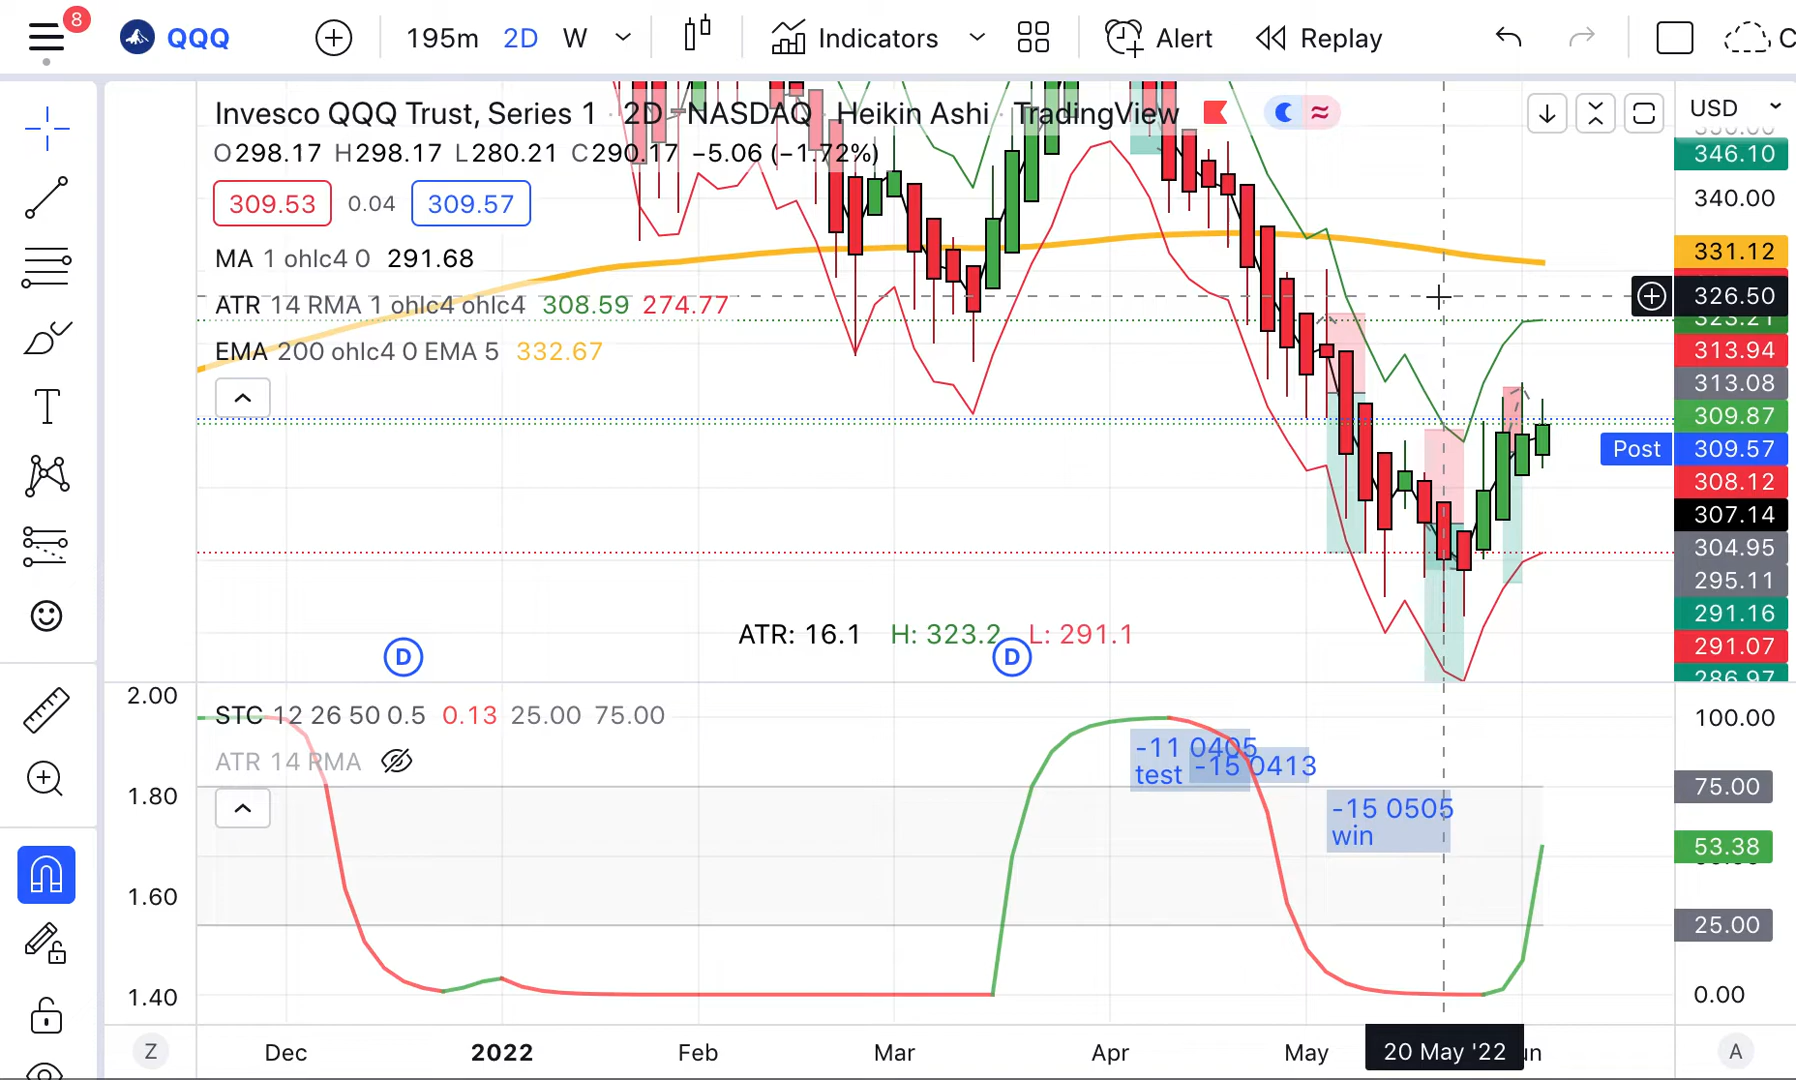 8
QQQ
195m 2D W
Indicators
Alert
Replay
C
Invesco QQQ Trust, Series 1 · 2D · NASDAQ · Heikin Ashi · TradingView
O298.17 H298.17 L280.21 C290.17 −5.06 (−1.72%)
309.53 0.04 309.57
MA 1 ohlc4 0 291.68
ATR 14 RMA 1 ohlc4 ohlc4 308.59 274.77
EMA 200 ohlc4 0 EMA 5 332.67
USD
346.10
340.00
331.12
326.50
323.21
313.94
313.08
309.87
Post 309.57
308.12
307.14
304.95
295.11
291.16
291.07
286.97
ATR: 16.1 H: 323.2 L: 291.1
D
D
STC 12 26 50 0.5 0.13 25.00 75.00
ATR 14 RMA
2.00
1.80
1.60
1.40
-11 0405
test
-15 0413
-15 0505
win
100.00
75.00
53.38
25.00
0.00
Z
Dec 2022 Feb Mar Apr May 20 May '22 un
A